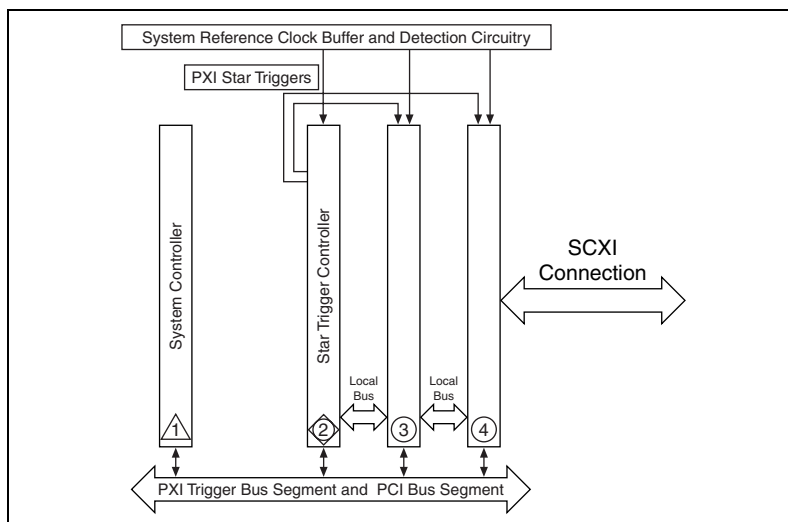 System Reference Clock Buffer and Detection Circuitry
PXI Star Triggers
System Controller
Star Trigger Controller
SCXI
Connection
Local
Bus
Local
Bus
1
2
3
4
PXI Trigger Bus Segment and PCI Bus Segment